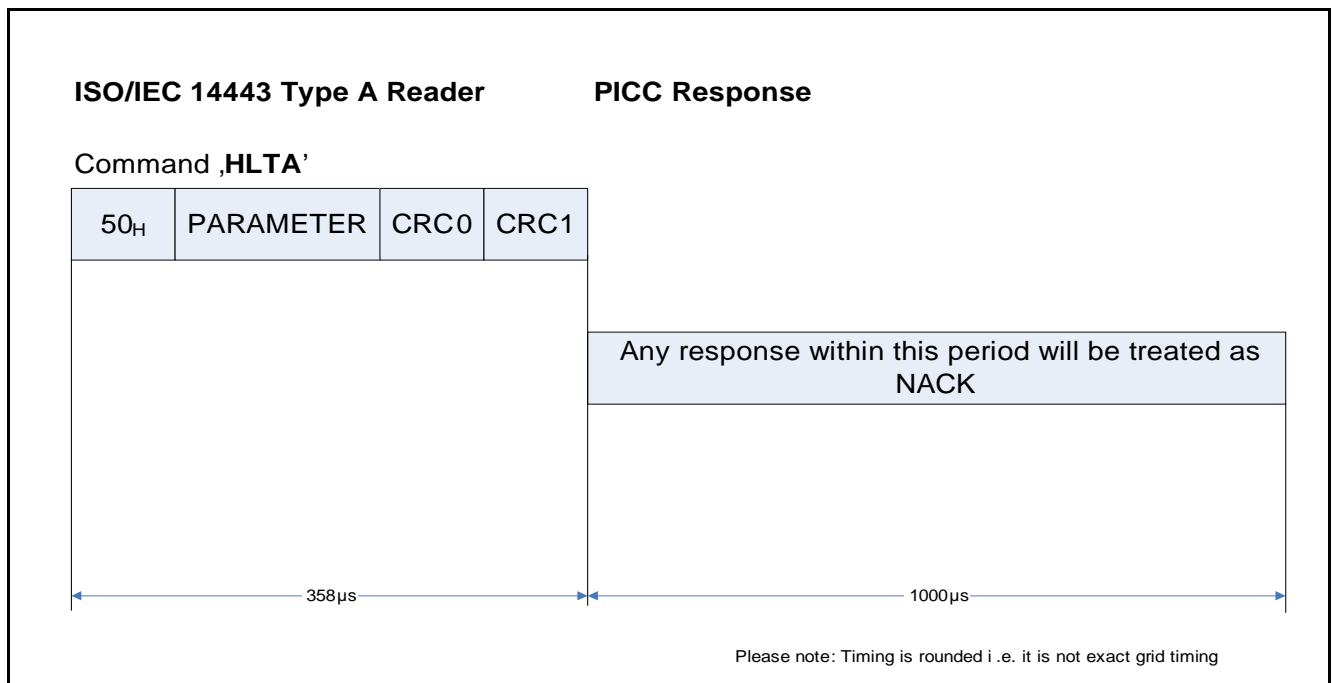 ISO/IEC 14443 Type A Reader
PICC Response
Command ‚HLTA’
50H
PARAMETER
CRC0
CRC1
Any response within this period will be treated as
NACK
358µs
1000µs
Please note: Timing is rounded i .e. it is not exact grid timing